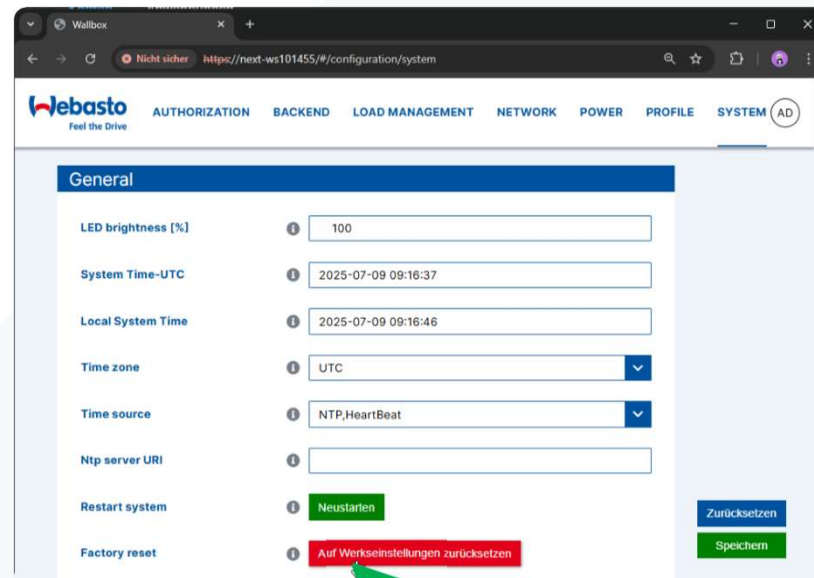 Wallbox
Nicht sicher https://next-ws101455/#/configuration/system
Webasto
Feel the Drive
AUTHORIZATION BACKEND LOAD MANAGEMENT NETWORK POWER PROFILE SYSTEM AD
General
LED brightness [%] 100
System Time-UTC 2025-07-09 09:16:37
Local System Time 2025-07-09 09:16:46
Time zone UTC
Time source NTP,HeartBeat
Ntp server URI
Restart system Neustarten
Zurücksetzen
Factory reset Auf Werkseinstellungen zurücksetzen
Speichern